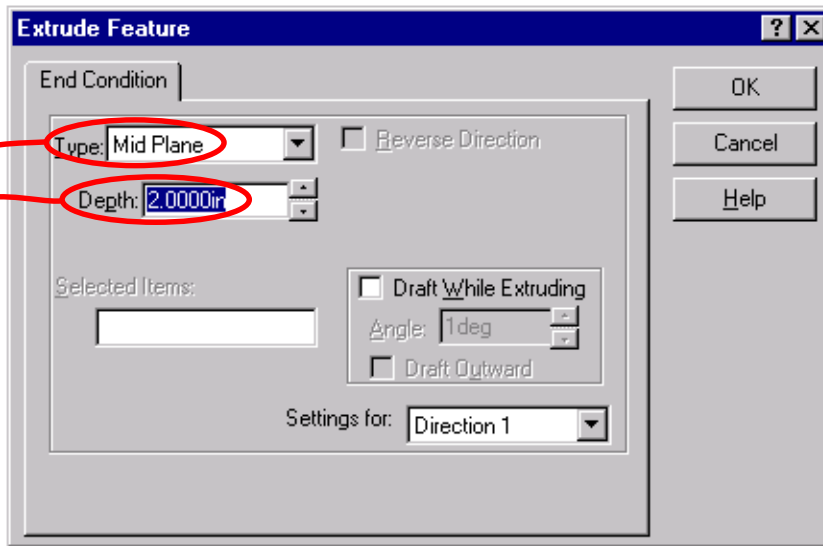 Extrude Feature
End Condition
OK
Type: Mid Plane
Reverse Direction
Cancel
Depth: 2.0000in
Help
Selected Items:
Draft While Extruding
Angle: 1deg
Draft Outward
Settings for: Direction 1